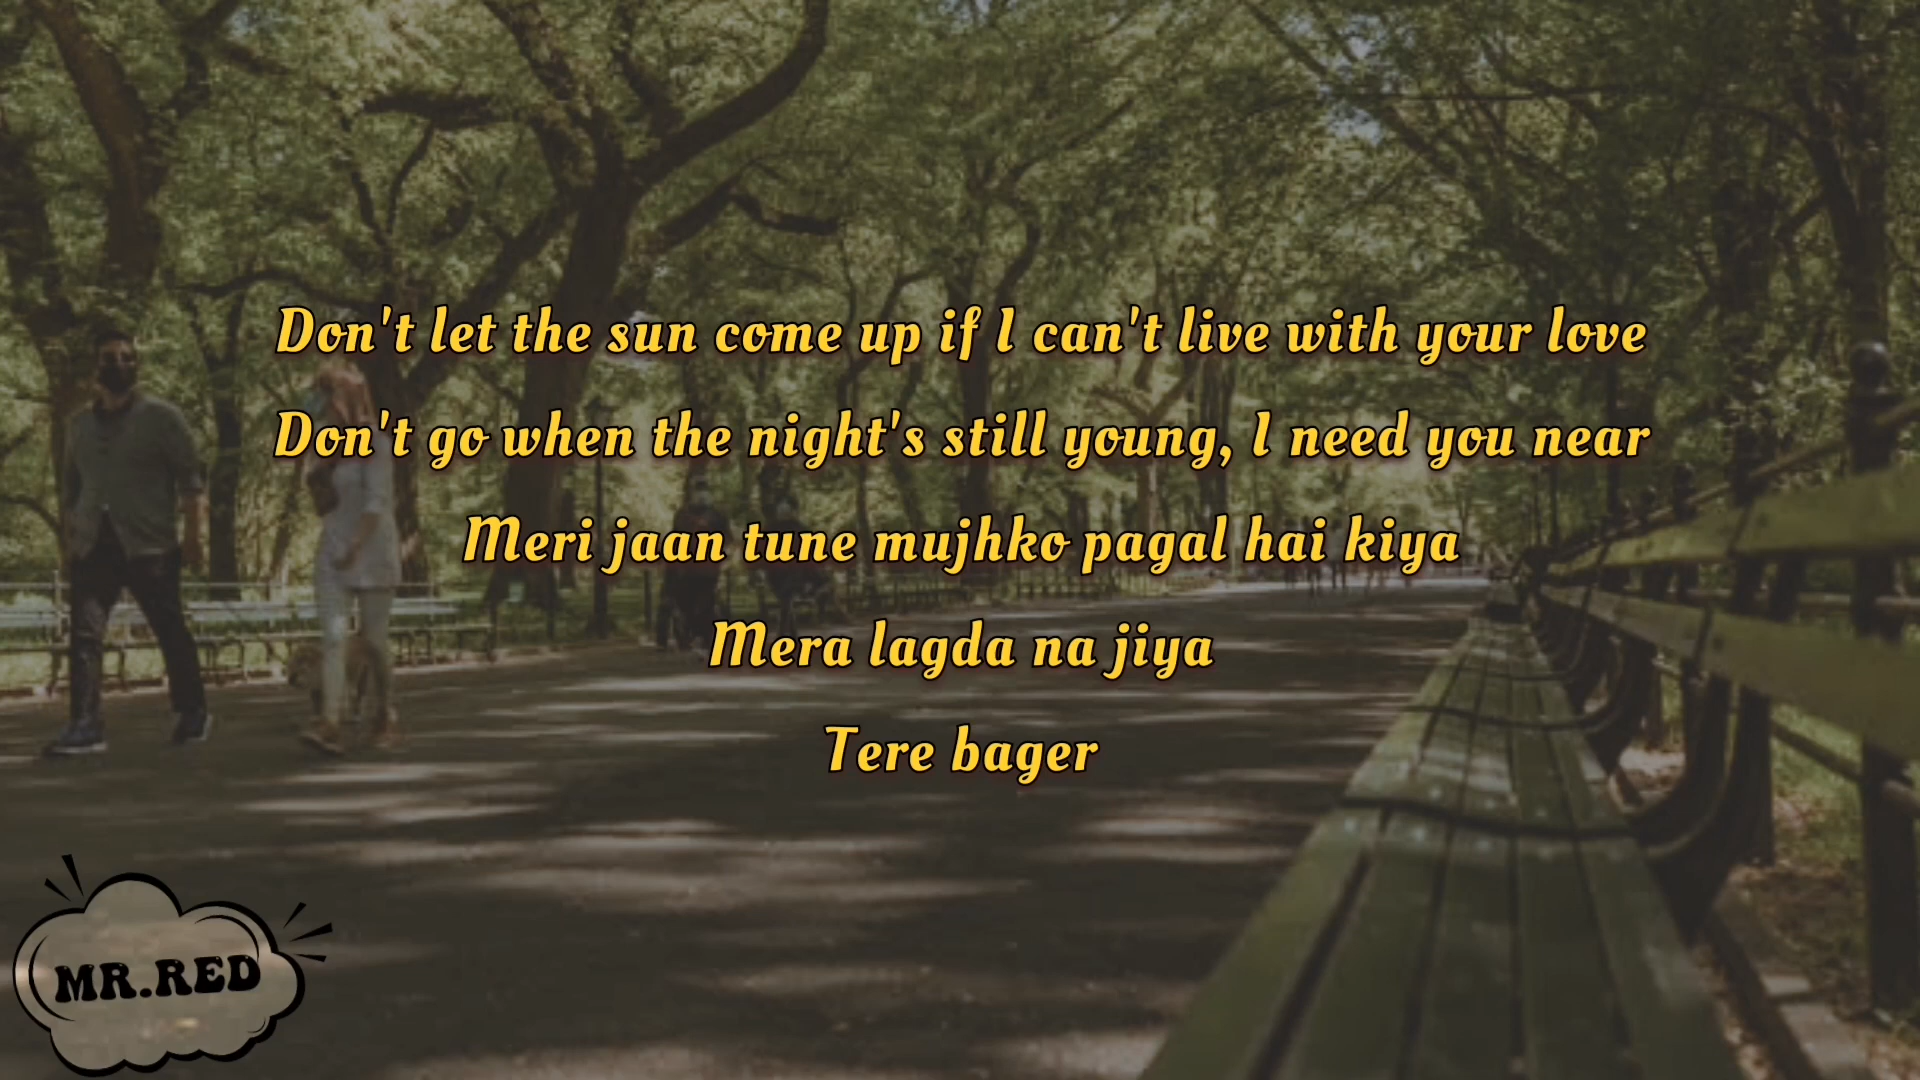 Don't let the sun come up if I can't live with your love
Don't go when the night's still young, I need you near
Meri jaan tune mujhko pagal hai kiya
Mera lagda na jiya
Tere bager
MR.RED